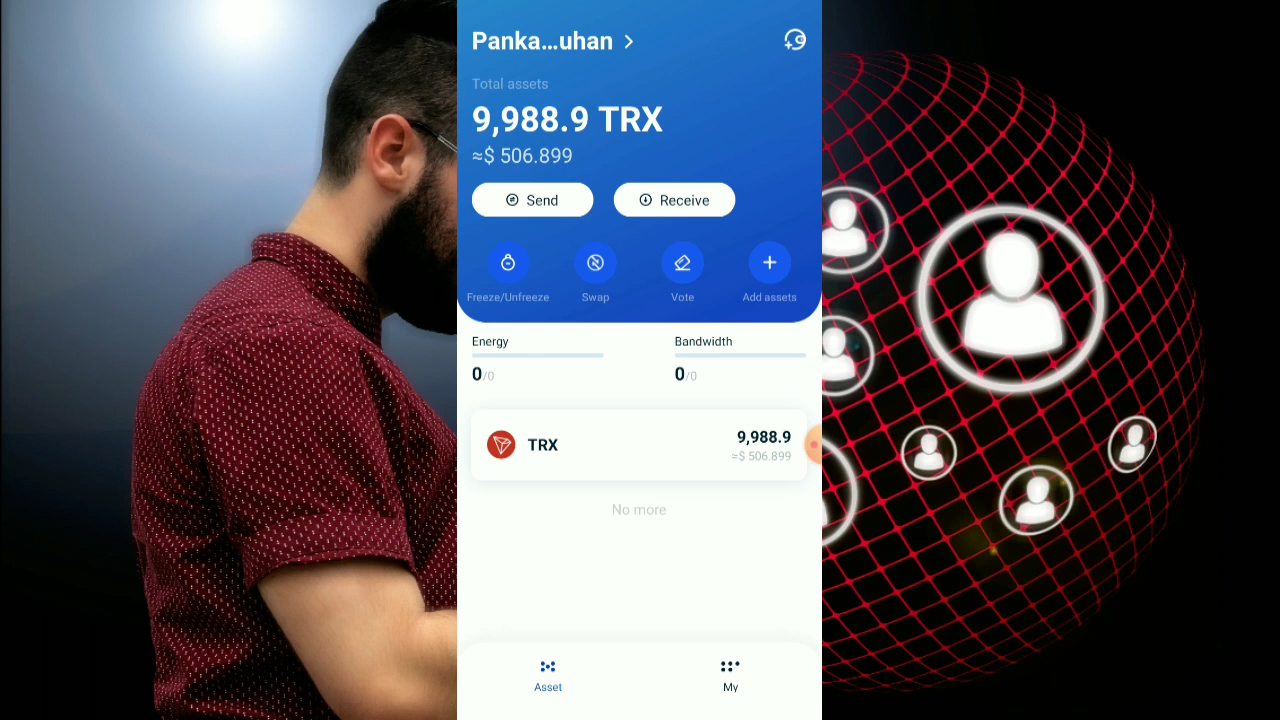 Panka...uhan
Total assets
9,988.9 TRX
≈$ 506.899
Send
Receive
Freeze/Unfreeze
Swap
Vote
Add assets
Energy
Bandwidth
0/0
0/0
TRX
9,988.9
≈$ 506.899
No more
Asset
My